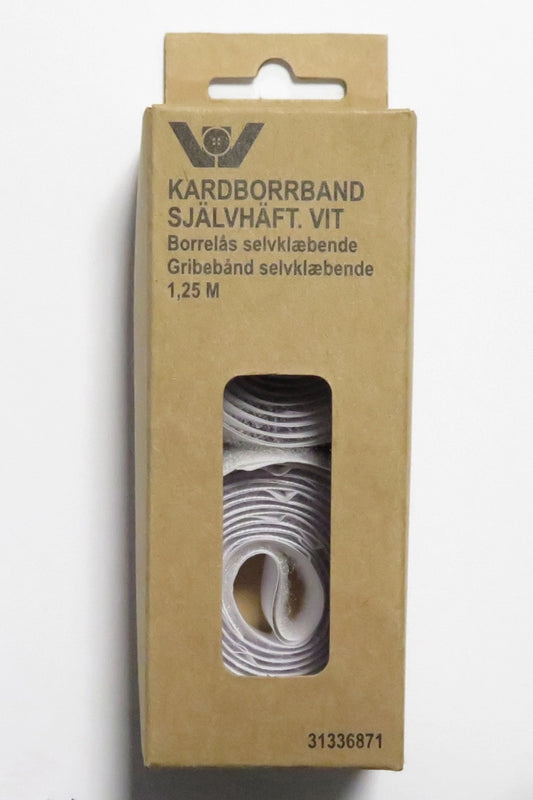 KARDBORRBAND
SJÄLVHÄFT. VIT
Borrelås selvklæbende
Gribebånd selvklæbende
1,25 M
31336871